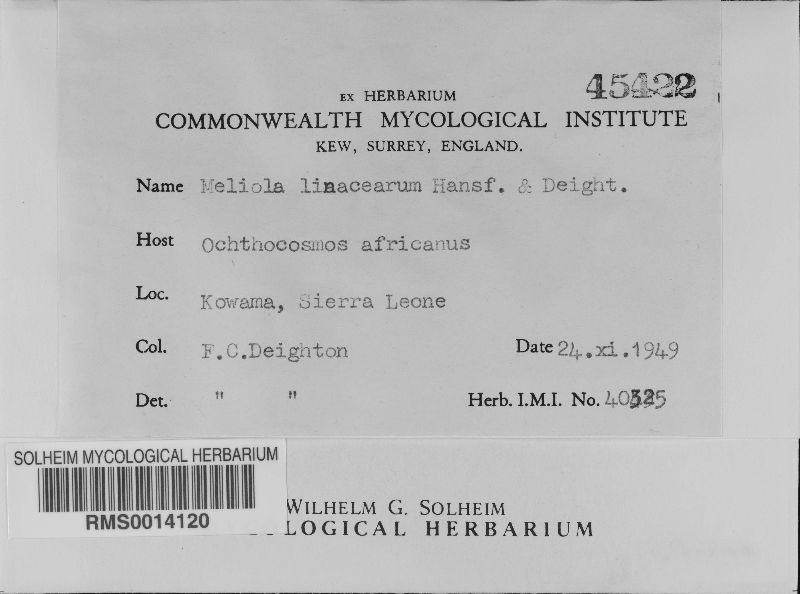 45422
EX HERBARIUM
COMMONWEALTH MYCOLOGICAL INSTITUTE
KEW, SURREY, ENGLAND.
Name Meliola linacearum Hansf. & Deight.
Host Ochthocosmos africanus
Loc. Kowama, Sierra Leone
Col. F.C.Deighton Date 24.xi.1949
Det. " " Herb. I.M.I. No.
SOLHEIM MYCOLOGICAL HERBARIUM
RMS0014120
WILHELM G. SOLHEIM
LOGICAL HERBARIUM